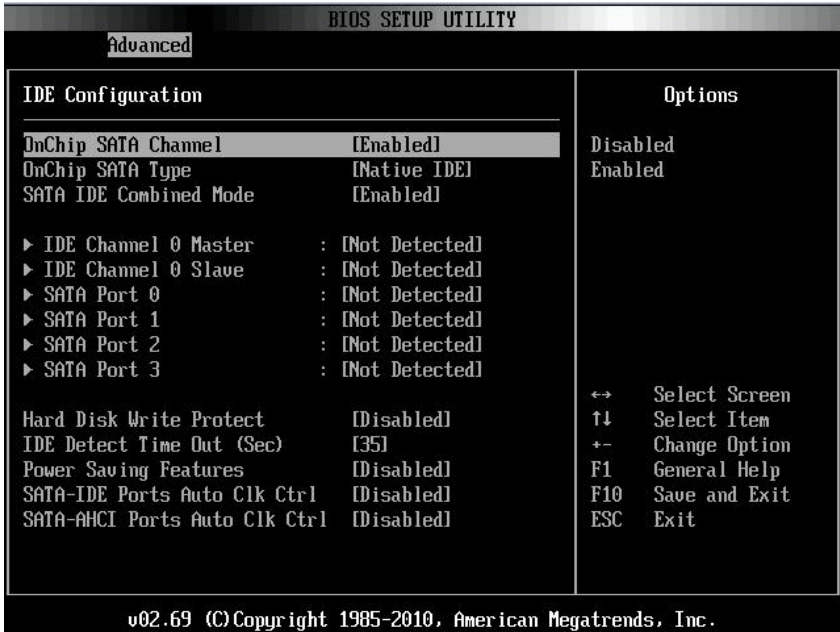 BIOS SETUP UTILITY
Advanced
IDE Configuration
OnChip SATA Channel [Enabled]
OnChip SATA Type [Native IDE]
SATA IDE Combined Mode [Enabled]
▶ IDE Channel 0 Master : [Not Detected]
▶ IDE Channel 0 Slave : [Not Detected]
▶ SATA Port 0 : [Not Detected]
▶ SATA Port 1 : [Not Detected]
▶ SATA Port 2 : [Not Detected]
▶ SATA Port 3 : [Not Detected]
Hard Disk Write Protect [Disabled]
IDE Detect Time Out (Sec) [35]
Power Saving Features [Disabled]
SATA-IDE Ports Auto Clk Ctrl [Disabled]
SATA-AHCI Ports Auto Clk Ctrl [Disabled]
Options
Disabled
Enabled
←→ Select Screen
↑↓ Select Item
+- Change Option
F1 General Help
F10 Save and Exit
ESC Exit
v02.69 (C)Copyright 1985-2010, American Megatrends, Inc.